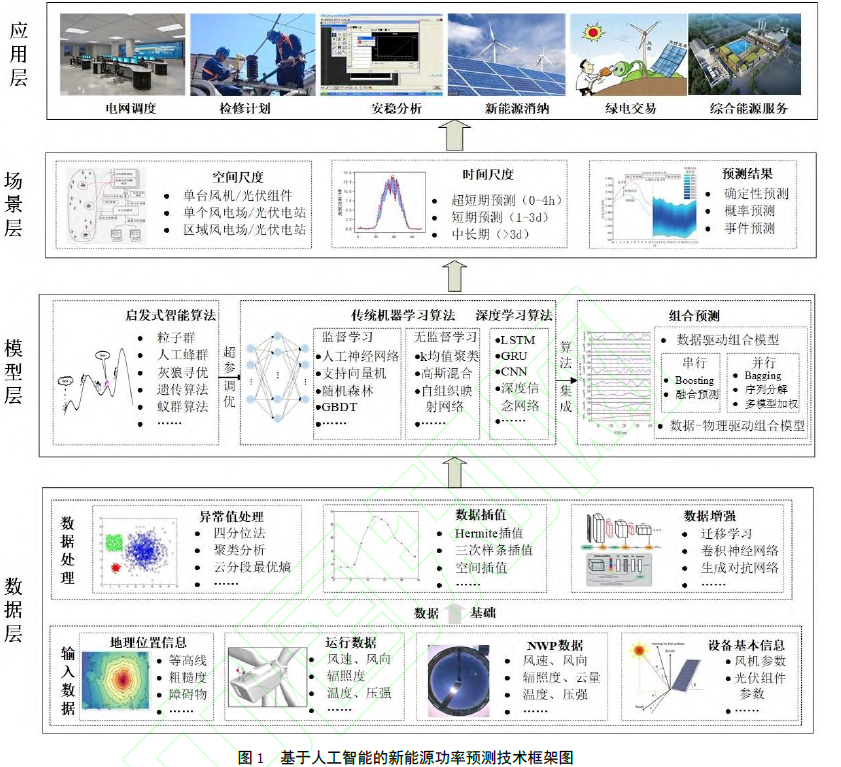 应用层
电网调度
检修计划
安稳分析
新能源消纳
绿电交易
综合能源服务
场景层
空间尺度
● 单台风机/光伏组件
● 单个风电场/光伏电站
● 区域风电场/光伏电站
时间尺度
● 超短期预测（0-4h）
● 短期预测（1-3d）
● 中长期（>3d）
预测结果
● 确定性预测
● 概率预测
● 事件预测
模型层
启发式智能算法
● 粒子群
● 人工蜂群
● 灰狼寻优
● 遗传算法
● 蚁群算法
● ······
超参调优
传统机器学习算法
监督学习
●人工神经网络
●支持向量机
●随机森林
●GBDT
●······
无监督学习
●k均值聚类
●高斯混合
●自组织映
射网络
●······
深度学习算法
●LSTM
●GRU
●CNN
●深度信
念网络
●······
算法集成
组合预测
● 数据驱动组合模型
串行
● Boosting
● 融合预测
并行
● Bagging
● 序列分解
● 多模型加权
● 数据-物理驱动组合模型
数据层
数据处理
异常值处理
● 四分位法
● 聚类分析
● 云分段最优熵
● ······
数据插值
● Hermite插值
● 三次样条插值
● 空间插值
● ······
数据增强
● 迁移学习
● 卷积神经网络
● 生成对抗网络
● ······
数据 基础
输入数据
地理位置信息
● 等高线
● 粗糙度
● 障碍物
● ······
运行数据
● 风速、风向
● 辐照度
● 温度、压强
● ······
NWP数据
● 风速、风向
● 辐照度、云量
● 温度、压强
● ······
设备基本信息
● 风机参数
● 光伏组件
参数
● ······
图 1 基于人工智能的新能源功率预测技术框架图